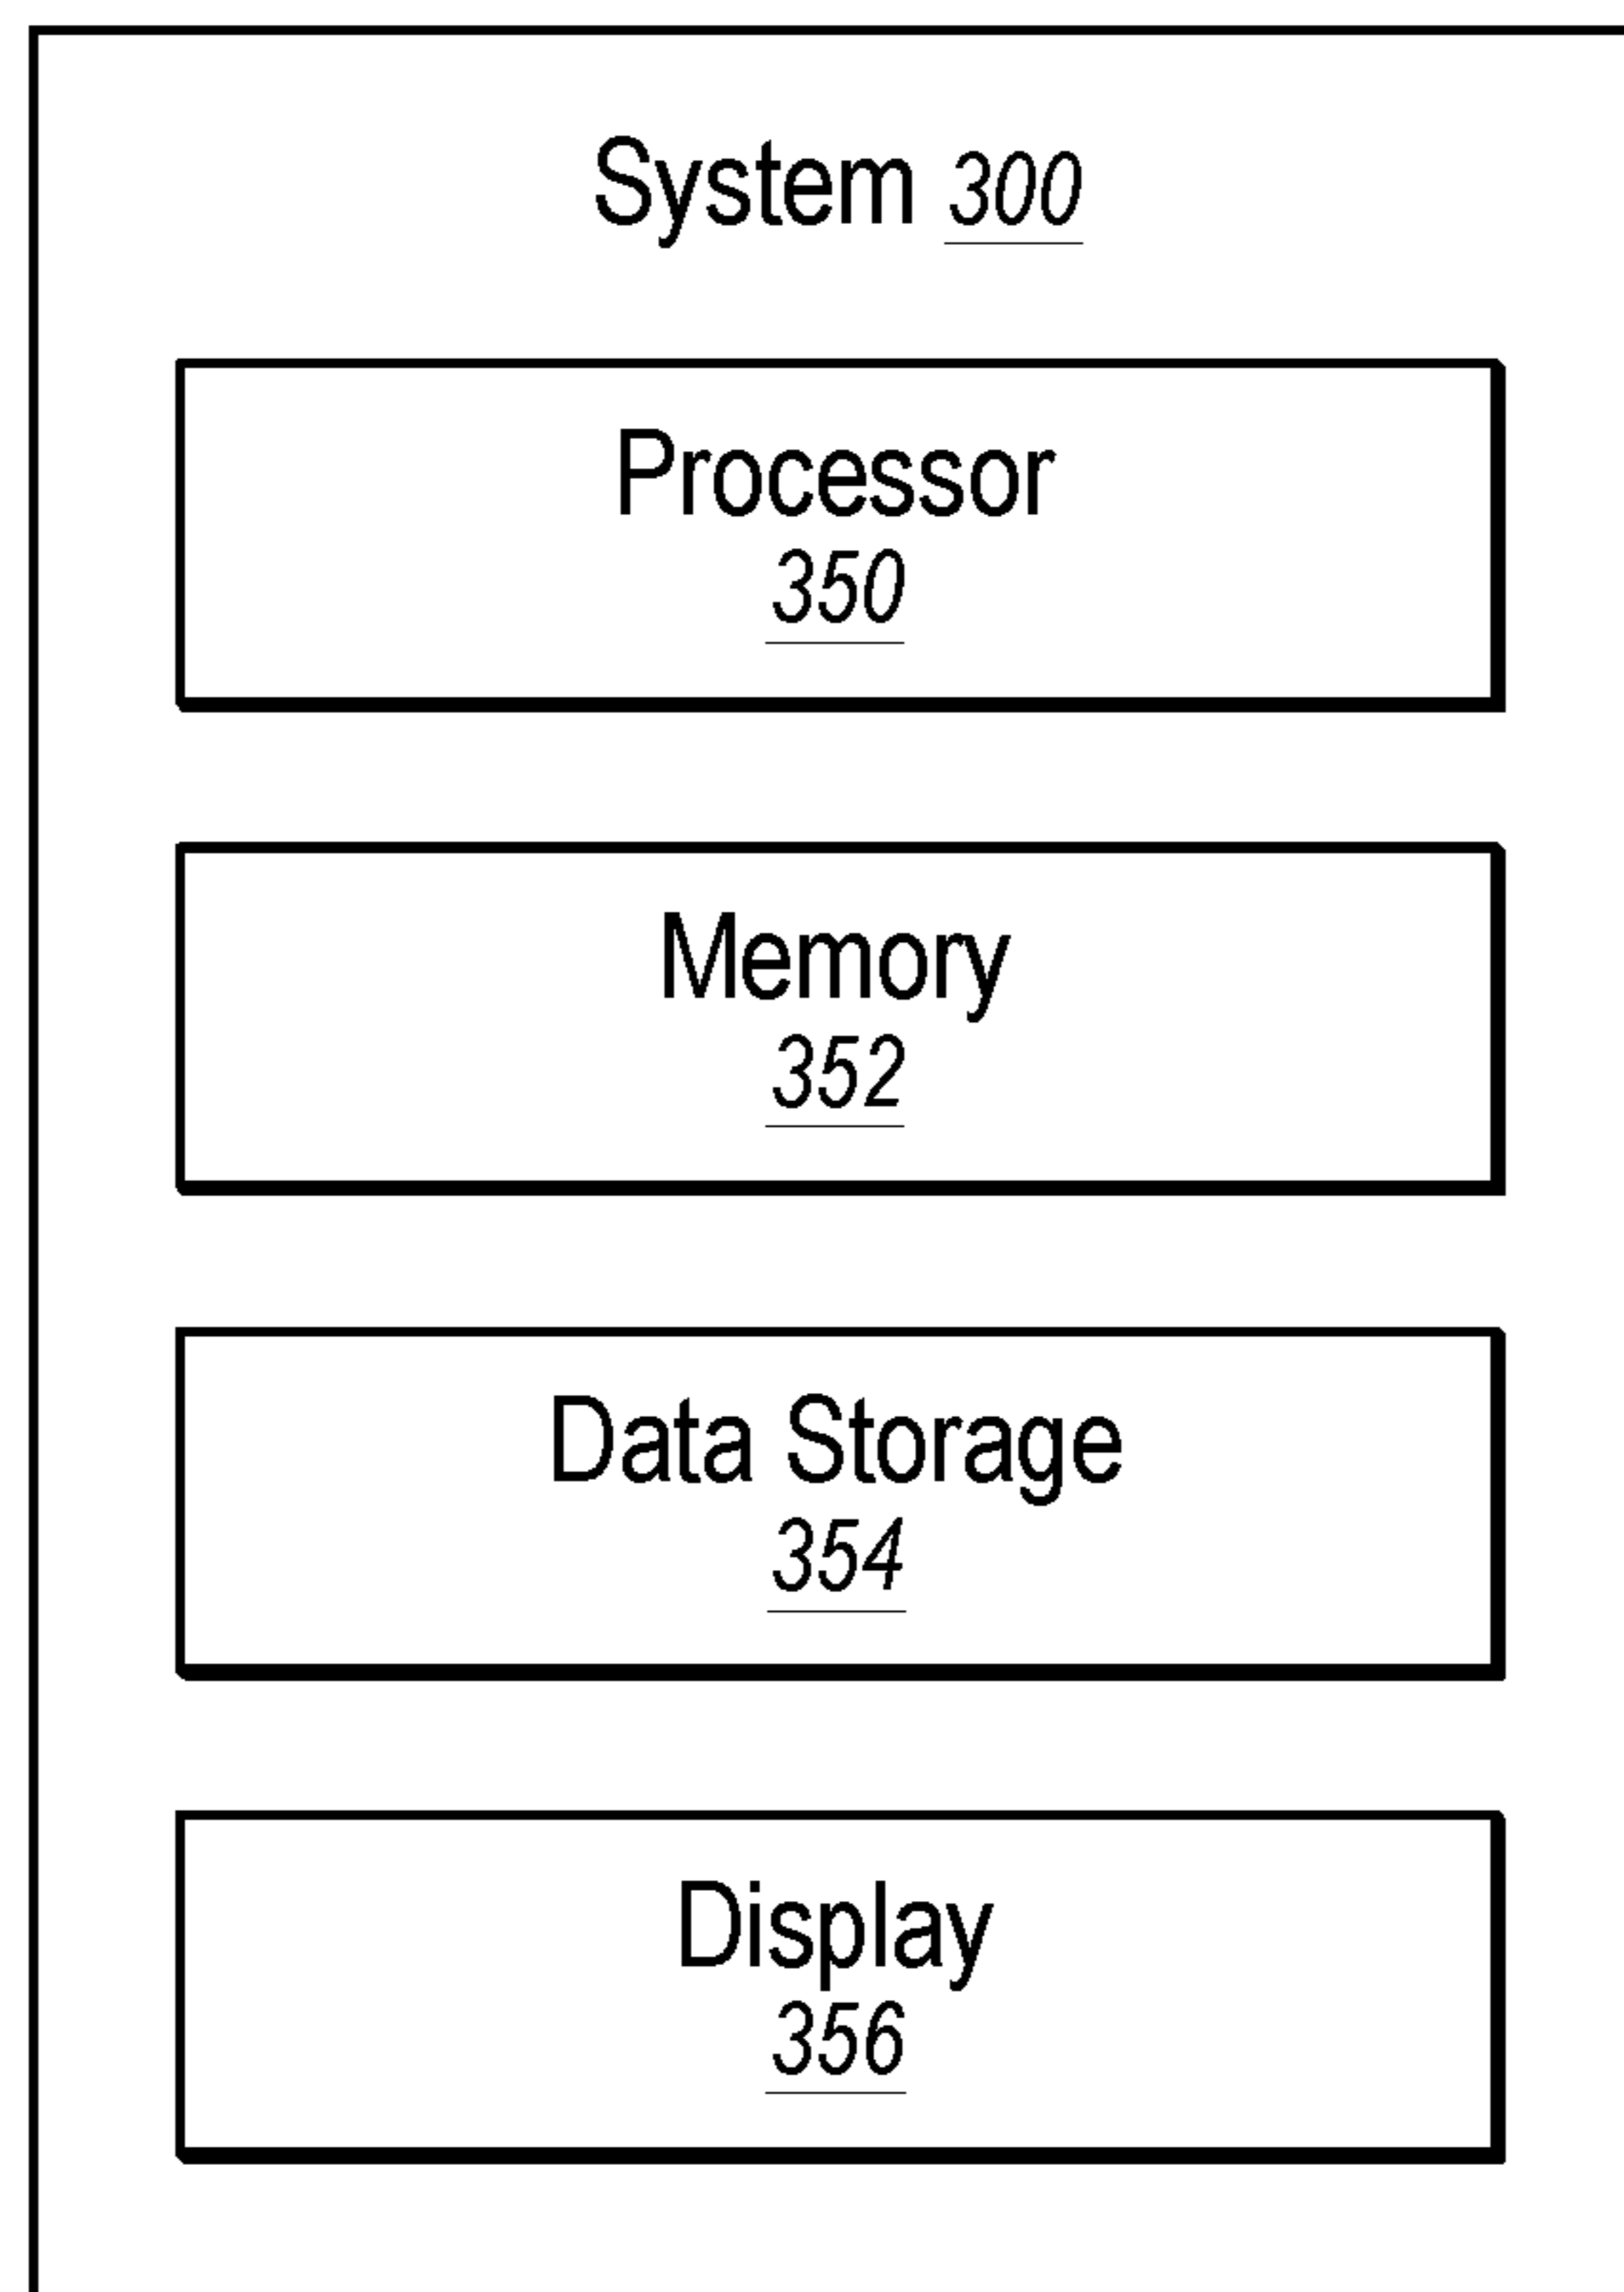 System 300
Processor
350
Memory
352
Data Storage
354
Display
356